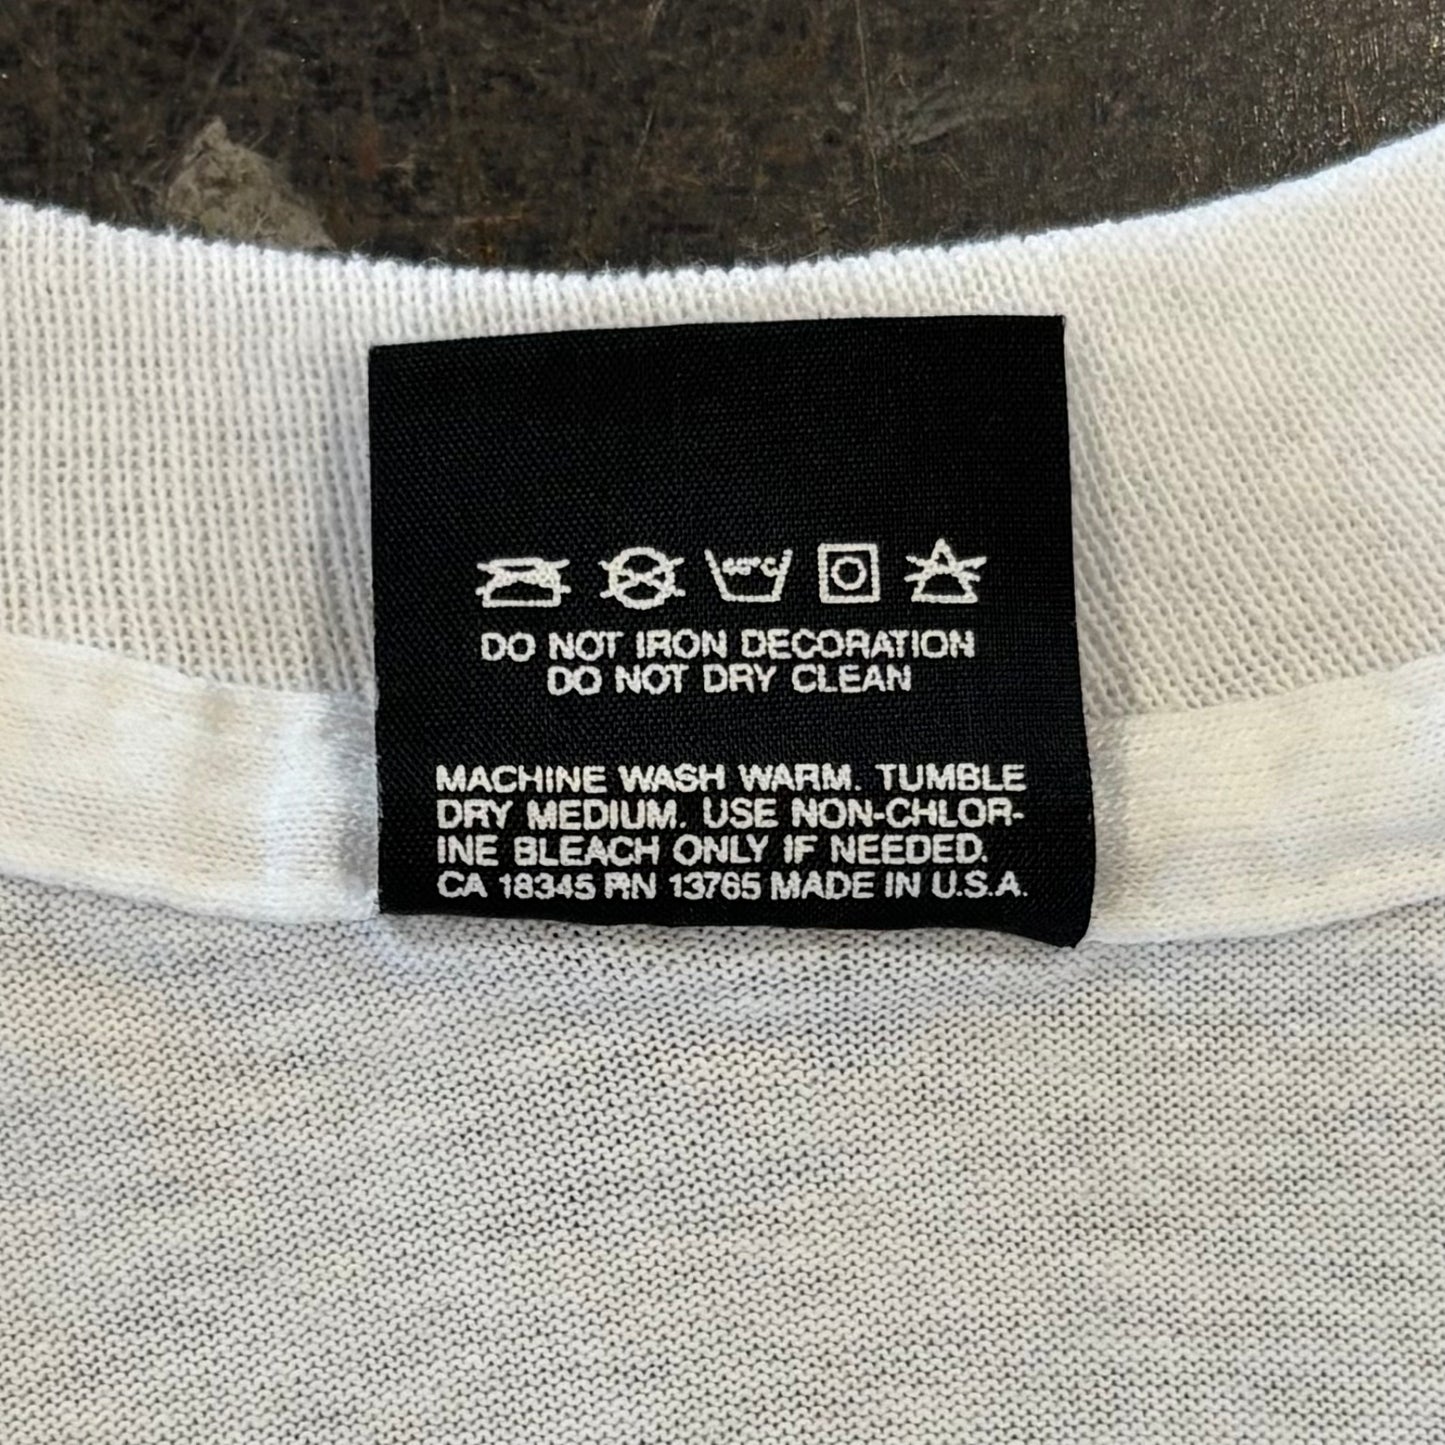 40°C
DO NOT IRON DECORATION
DO NOT DRY CLEAN
MACHINE WASH WARM. TUMBLE
DRY MEDIUM. USE NON-CHLOR-
INE BLEACH ONLY IF NEEDED.
CA 18345 RN 13765 MADE IN U.S.A.